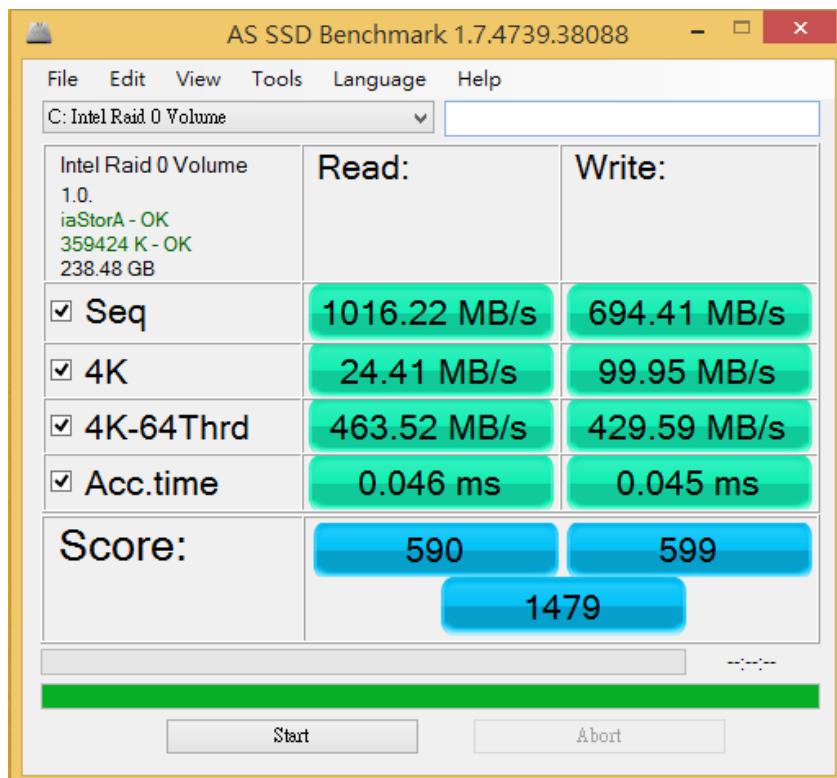 AS SSD Benchmark 1.7.4739.38088
File Edit View Tools Language Help
C: Intel Raid 0 Volume
Intel Raid 0 Volume
1.0.
iaStorA - OK
359424 K - OK
238.48 GB
Read: Write:
Seq 1016.22 MB/s 694.41 MB/s
4K 24.41 MB/s 99.95 MB/s
4K-64Thrd 463.52 MB/s 429.59 MB/s
Acc.time 0.046 ms 0.045 ms
Score: 590 599
1479
--:--:--
Start Abort